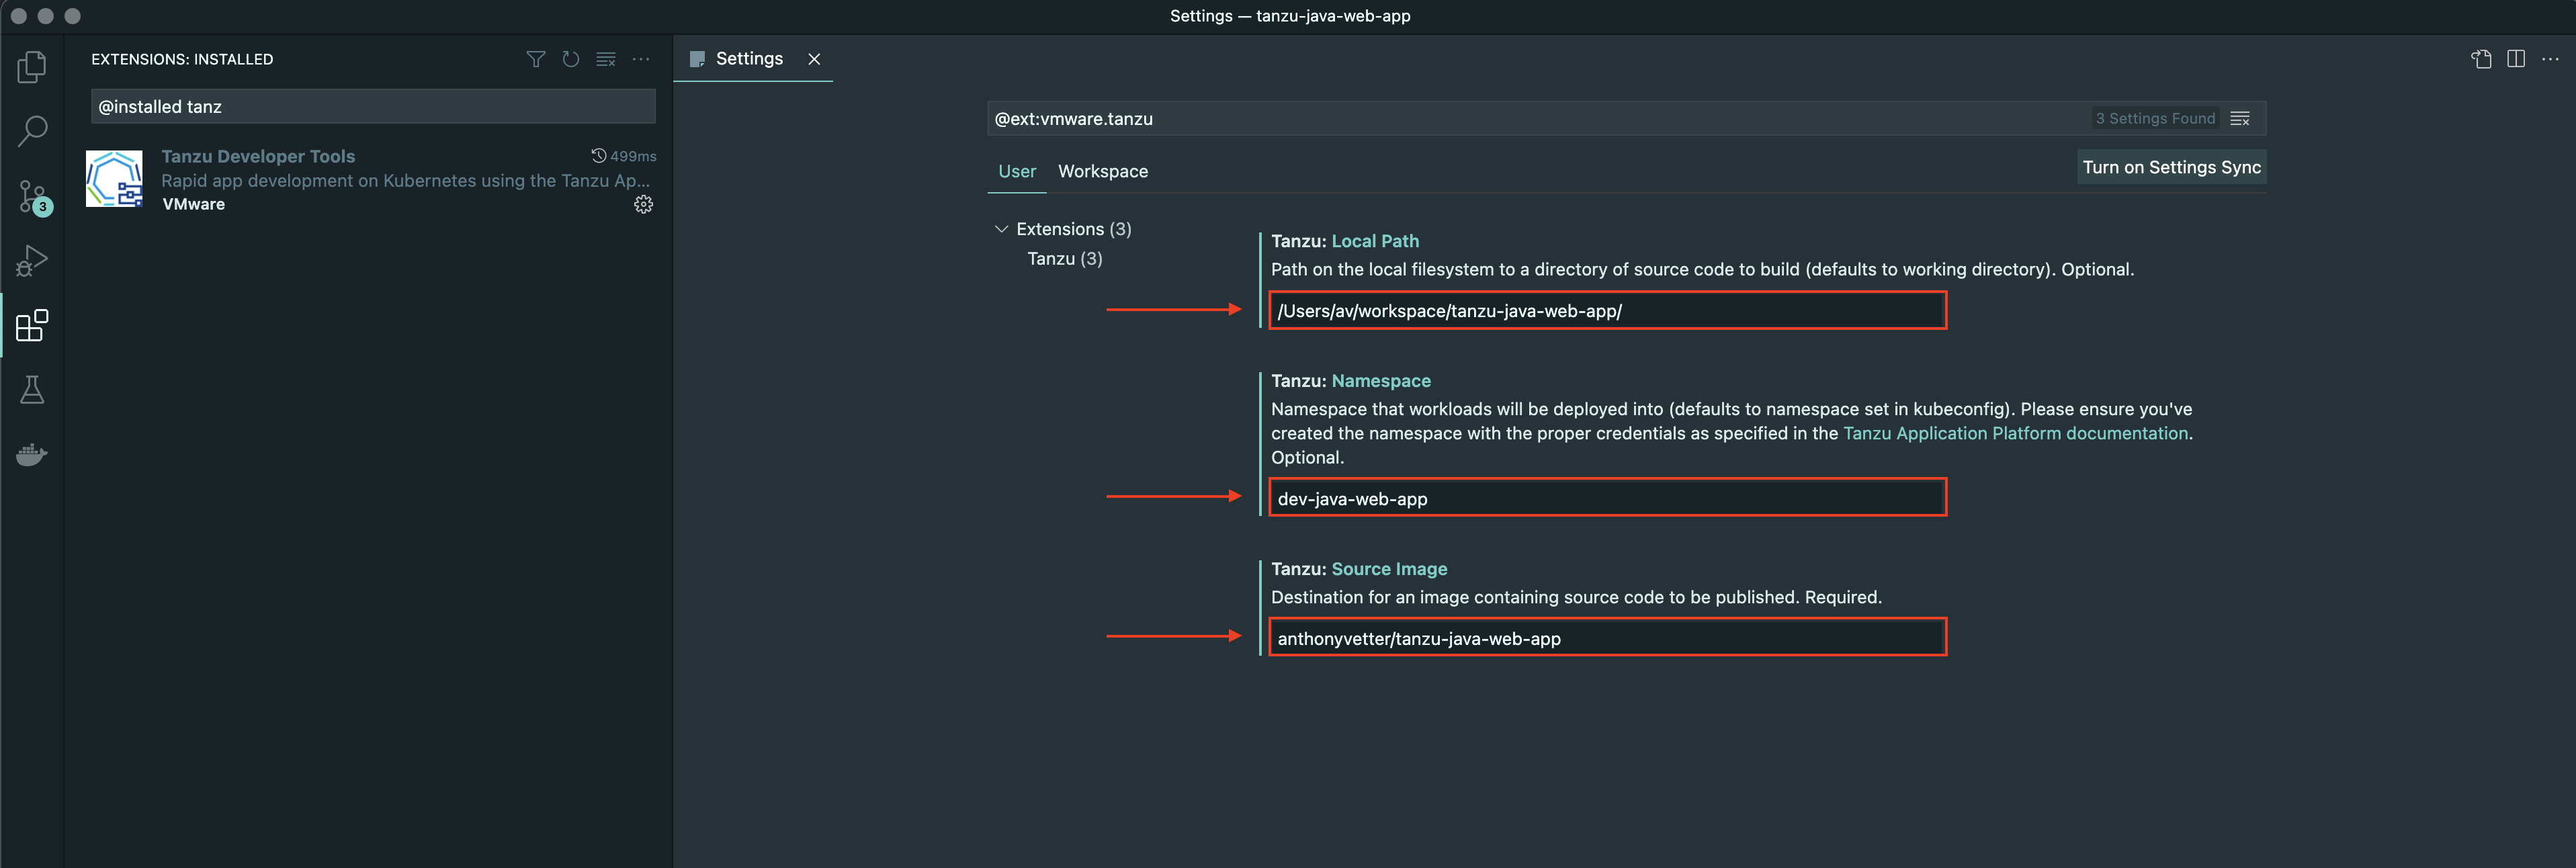 Settings — tanzu-java-web-app
EXTENSIONS: INSTALLED
@installed tanz
Tanzu Developer Tools
499ms
Rapid app development on Kubernetes using the Tanzu Ap...
VMware
3
Settings
@ext:vmware.tanzu
3 Settings Found
User
Workspace
Turn on Settings Sync
Extensions (3)
Tanzu (3)
Tanzu: Local Path
Path on the local filesystem to a directory of source code to build (defaults to working directory). Optional.
/Users/av/workspace/tanzu-java-web-app/
Tanzu: Namespace
Namespace that workloads will be deployed into (defaults to namespace set in kubeconfig). Please ensure you've
created the namespace with the proper credentials as specified in the Tanzu Application Platform documentation.
Optional.
dev-java-web-app
Tanzu: Source Image
Destination for an image containing source code to be published. Required.
anthonyvetter/tanzu-java-web-app